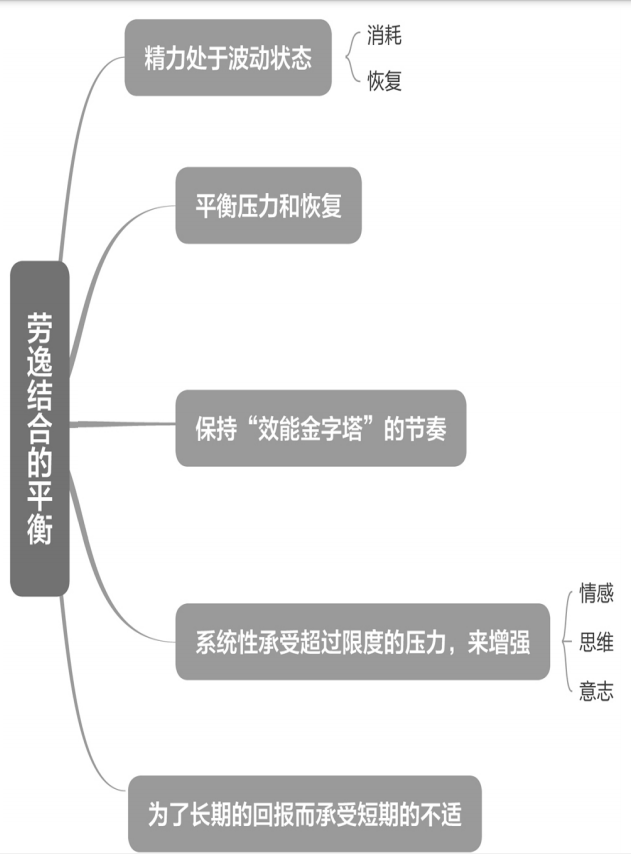 劳逸结合的平衡
精力处于波动状态
消耗
恢复
平衡压力和恢复
保持“效能金字塔”的节奏
系统性承受超过限度的压力，来增强
情感
思维
意志
为了长期的回报而承受短期的不适